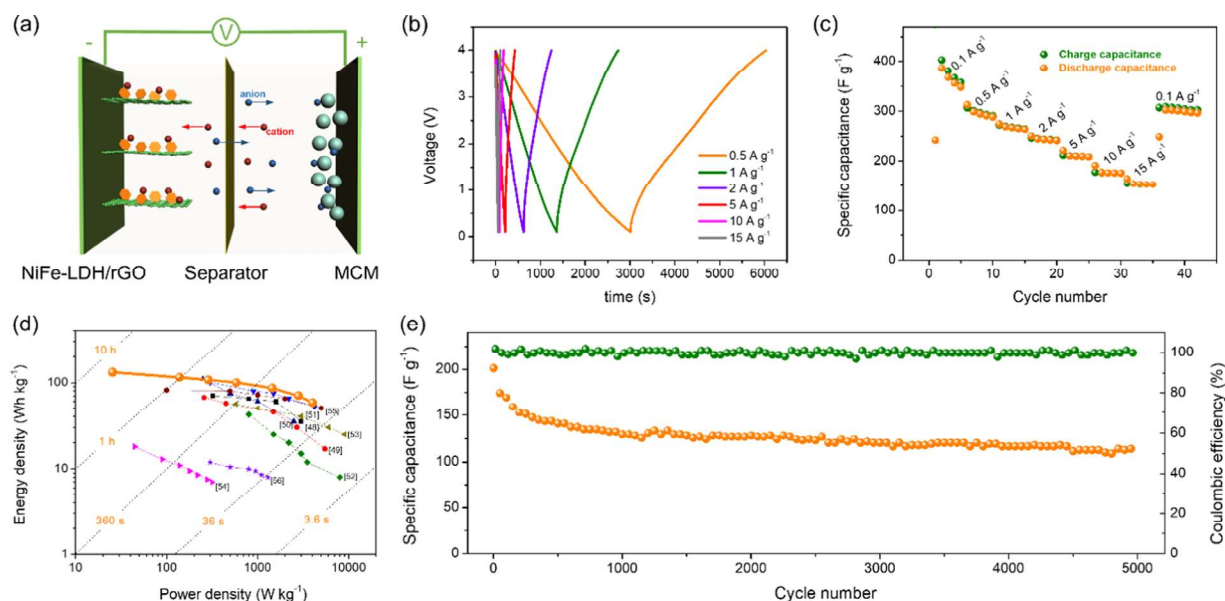 (a)
-
V
+
anion
cation
NiFe-LDH/rGO
Separator
MCM
(b)
Voltage (V)
4
3
2
1
0
0.5 A g⁻¹
1 A g⁻¹
2 A g⁻¹
5 A g⁻¹
10 A g⁻¹
15 A g⁻¹
0 1000 2000 3000 4000 5000 6000
time (s)
(c)
Specific capacitance (F g⁻¹)
400
300
200
100
0
Charge capacitance
Discharge capacitance
0.1 A g⁻¹
0.5 A g⁻¹
1 A g⁻¹
2 A g⁻¹
5 A g⁻¹
10 A g⁻¹
15 A g⁻¹
0.1 A g⁻¹
0 10 20 30 40
Cycle number
(d)
Energy density (Wh kg⁻¹)
100
10
1
10 h
1 h
360 s
36 s
3.6 s
[55]
[51]
[50]
[48]
[53]
[49]
[52]
[54]
[56]
10 100 1000 10000
Power density (W kg⁻¹)
(e)
Specific capacitance (F g⁻¹)
200
150
100
50
0
100
80
60
40
20
0
Coulombic efficiency (%)
0 1000 2000 3000 4000 5000
Cycle number